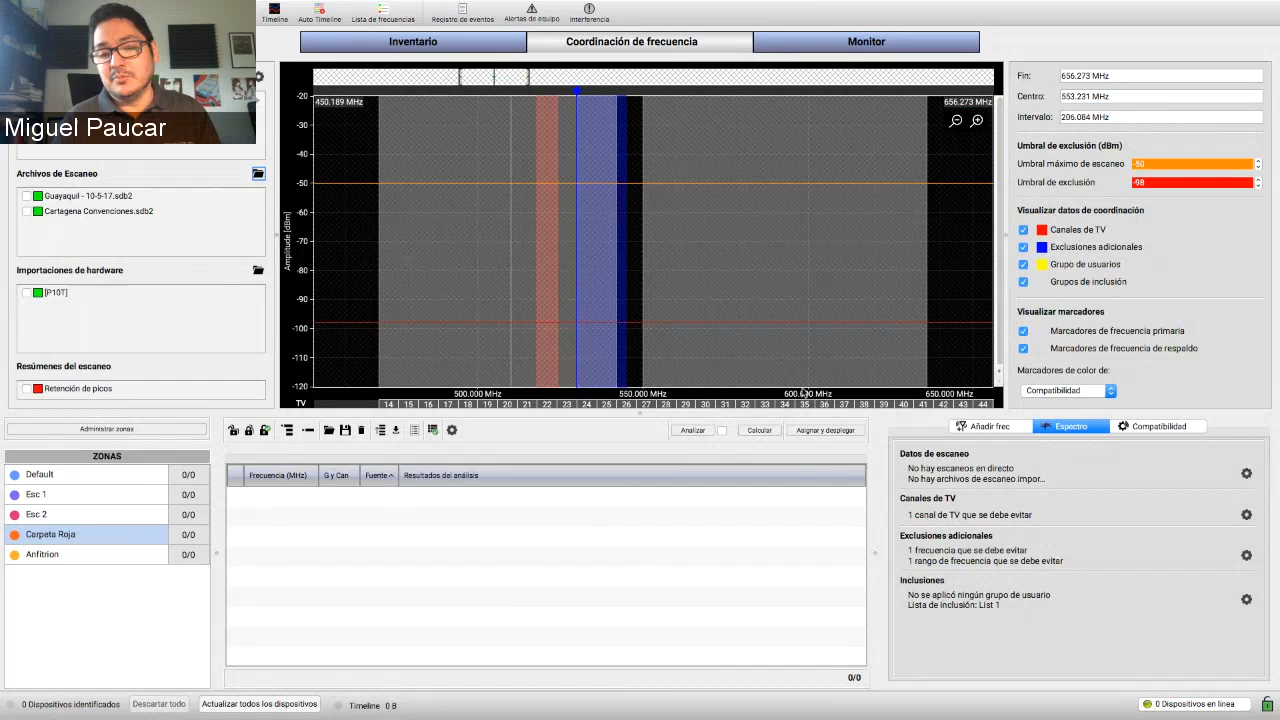 Timeline
Auto Timeline
Lista de frecuencias
Registro de eventos
Alertas de equipo
Interferencia
Inventario
Coordinación de frecuencia
Monitor
Miguel Paucar
Archivos de Escaneo
Guayaquil - 10-5-17.sdb2
Cartagena Convenciones.sdb2
Importaciones de hardware
[P10T]
Resúmenes del escaneo
Retención de picos
450.189 MHz
656.273 MHz
Amplitude [dBm]
-20
-30
-40
-50
-60
-70
-80
-90
-100
-110
-120
500.000 MHz
550.000 MHz
600.000 MHz
650.000 MHz
TV
14 15 16 17 18 19 20 21 22 23 24 25 26 27 28 29 30 31 32 33 34 35 36 37 38 39 40 41 42 43 44
Fin: 656.273 MHz
Centro: 553.231 MHz
Intervalo: 206.084 MHz
Umbral de exclusión (dBm)
Umbral máximo de escaneo -50
Umbral de exclusión -98
Visualizar datos de coordinación
Canales de TV
Exclusiones adicionales
Grupo de usuarios
Grupos de inclusión
Visualizar marcadores
Marcadores de frecuencia primaria
Marcadores de frecuencia de respaldo
Marcadores de color de:
Compatibilidad
Administrar zonas
ZONAS
Default 0/0
Esc 1 0/0
Esc 2 0/0
Carpeta Roja 0/0
Anfitrion 0/0
Analizar
Calcular
Asignar y desplegar
Frecuencia (MHz)
G y Can
Fuente
Resultados del análisis
0/0
Añadir frec
Espectro
Compatibilidad
Datos de escaneo
No hay escaneos en directo
No hay archivos de escaneo impor...
Canales de TV
1 canal de TV que se debe evitar
Exclusiones adicionales
1 frecuencia que se debe evitar
1 rango de frecuencia que se debe evitar
Inclusiones
No se aplicó ningún grupo de usuario
Lista de inclusión: List 1
0 Dispositivos identificados
Descartar todo
Actualizar todos los dispositivos
Timeline 0 B
0 Dispositivos en línea